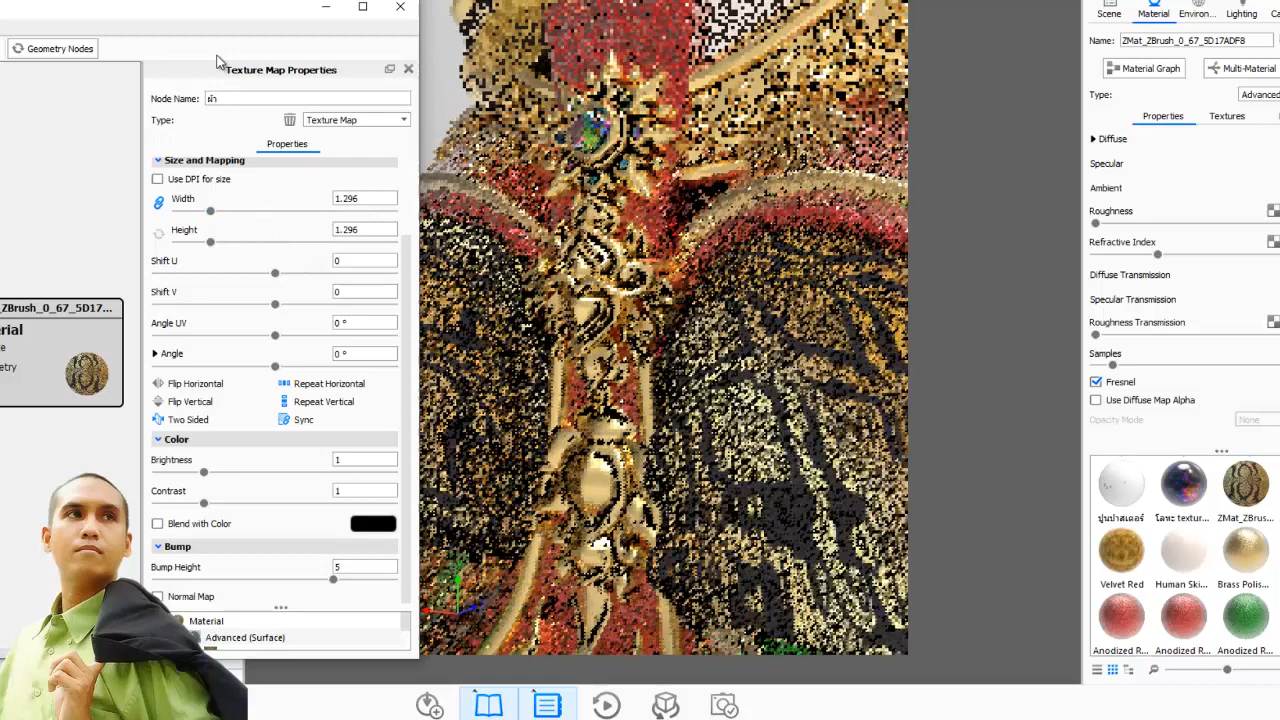 Geometry Nodes
Texture Map Properties
Node Name: ผ้า
Type: Texture Map
Properties
Size and Mapping
Use DPI for size
Width 1.296
Height 1.296
Shift U 0
Shift V 0
Angle UV 0 °
Angle 0 °
Flip Horizontal Repeat Horizontal
Flip Vertical Repeat Vertical
Two Sided Sync
Color
Brightness 1
Contrast 1
Blend with Color
Bump
Bump Height 5
Normal Map
Material
Advanced (Surface)
_ZBrush_0_67_5D17...
Scene Material Environ... Lighting
Name: ZMat_ZBrush_0_67_5D17ADF8
Material Graph Multi-Material
Type: Advanced
Properties Textures
Diffuse
Specular
Ambient
Roughness
Refractive Index
Diffuse Transmission
Specular Transmission
Roughness Transmission
Samples
Fresnel
Use Diffuse Map Alpha
Opacity Mode None
ปูนปาสเตอร์ โลหะ textur... ZMat_ZBrus...
Velvet Red Human Ski... Brass Polis...
Anodized R... Anodized R... Anodized R...